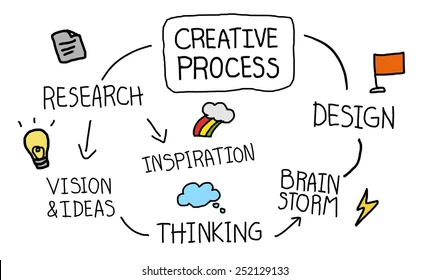 CREATIVE
PROCESS
RESEARCH
DESIGN
INSPIRATION
VISION
& IDEAS
BRAIN
STORM
THINKING
shutterstock.com · 252129133